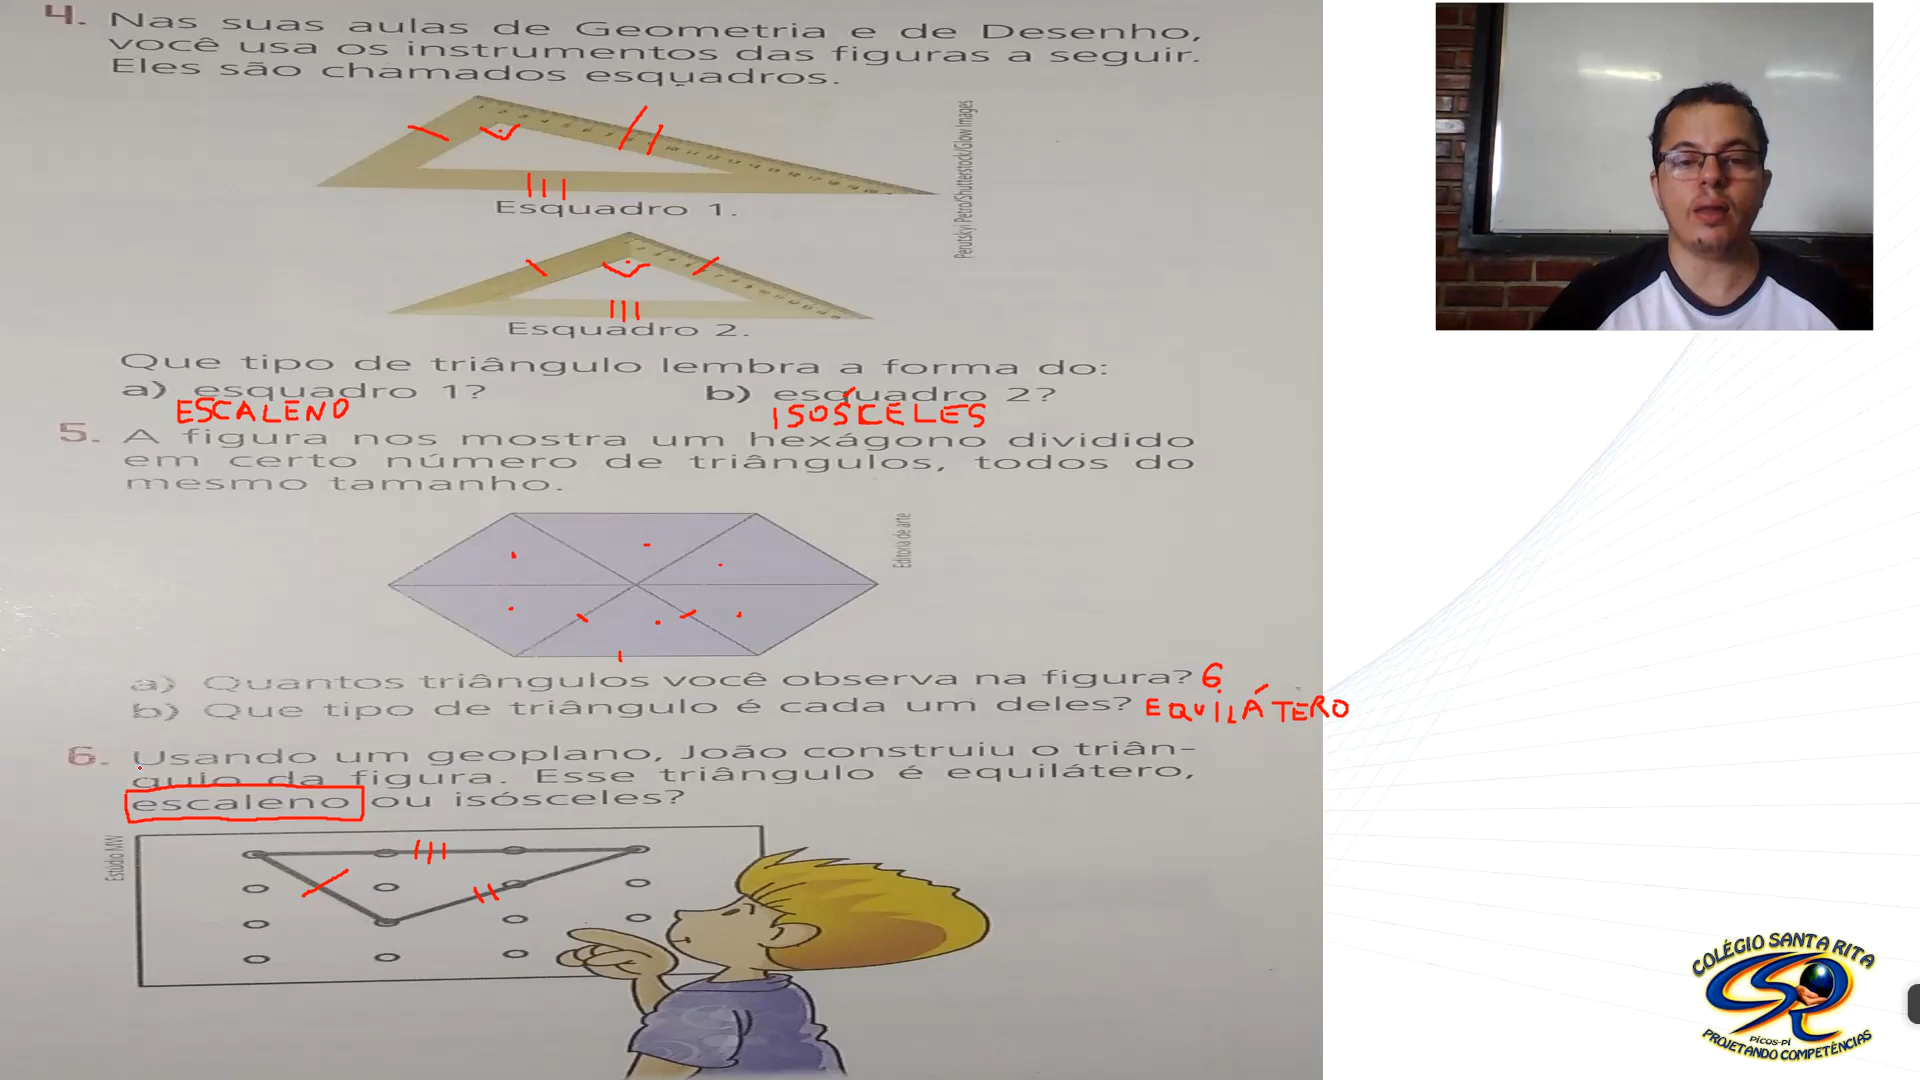 4. Nas suas aulas de Geometria e de Desenho,
você usa os instrumentos das figuras a seguir.
Eles são chamados esquadros.
Perutskyi Petro/Shutterstock/Glow Images
Esquadro 1.
Esquadro 2.
Que tipo de triângulo lembra a forma do:
a) esquadro 1? b) esquadro 2?
ESCALENO ISÓSCELES
5. A figura nos mostra um hexágono dividido
em certo número de triângulos, todos do
mesmo tamanho.
Editoria de arte
a) Quantos triângulos você observa na figura? 6
b) Que tipo de triângulo é cada um deles? EQUILÁTERO
6. Usando um geoplano, João construiu o triân-
gulo da figura. Esse triângulo é equilátero,
escaleno ou isósceles?
Estúdio MW
COLÉGIO SANTA RITA
PICOS-PI
PROJETANDO COMPETÊNCIAS